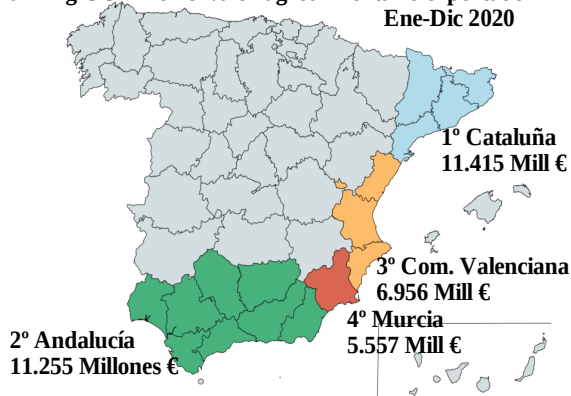 Ene-Dic 2020
1º Cataluña
11.415 Mill €
3º Com. Valenciana
6.956 Mill €
4º Murcia
5.557 Mill €
2º Andalucía
11.255 Millones €